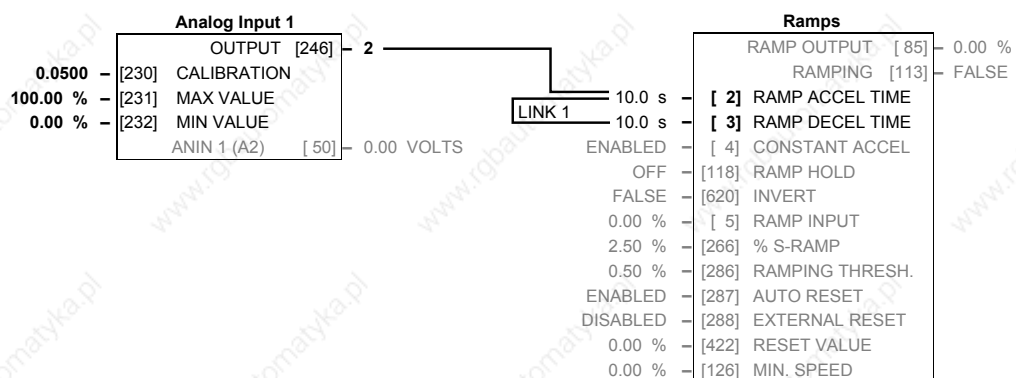 Analog Input 1
OUTPUT [246] – 2
0.0500 – [230] CALIBRATION
100.00 % – [231] MAX VALUE
0.00 % – [232] MIN VALUE
ANIN 1 (A2) [ 50] – 0.00 VOLTS
LINK 1
Ramps
RAMP OUTPUT [ 85] – 0.00 %
RAMPING [113] – FALSE
10.0 s – [ 2] RAMP ACCEL TIME
10.0 s – [ 3] RAMP DECEL TIME
ENABLED – [ 4] CONSTANT ACCEL
OFF – [118] RAMP HOLD
FALSE – [620] INVERT
0.00 % – [ 5] RAMP INPUT
2.50 % – [266] % S-RAMP
0.50 % – [286] RAMPING THRESH.
ENABLED – [287] AUTO RESET
DISABLED – [288] EXTERNAL RESET
0.00 % – [422] RESET VALUE
0.00 % – [126] MIN. SPEED
www.rgbautomatyka.pl